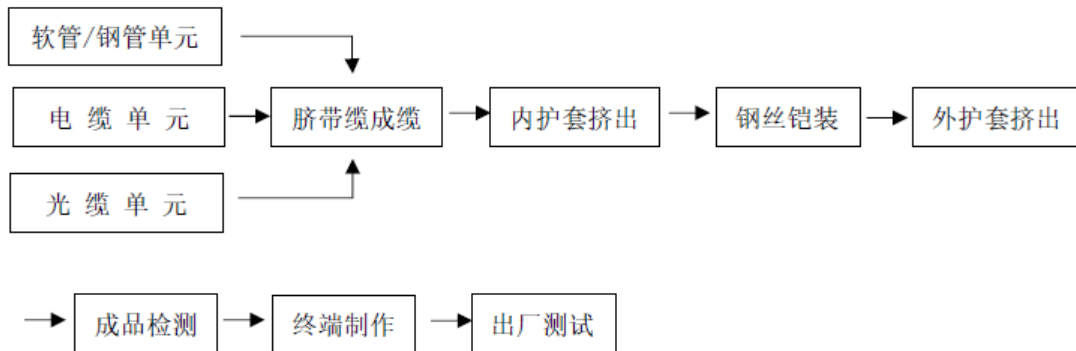 软管/钢管单元
电 缆 单 元
脐带缆成缆
内护套挤出
钢丝铠装
外护套挤出
光 缆 单 元
成品检测
终端制作
出厂测试